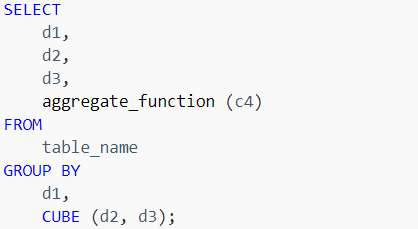 SELECT
    d1,
    d2,
    d3,
    aggregate_function (c4)
FROM
    table_name
GROUP BY
    d1,
    CUBE (d2, d3);